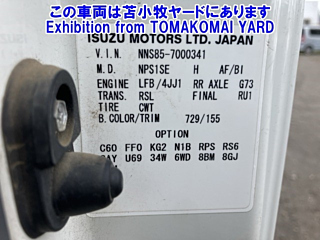 この車両は苫小牧ヤードにあります
Exhibition from TOMAKOMAI YARD
ISUZU MOTORS LTD. JAPAN
V.I.N. NNS85-7000341
M.D. NPS1SE H AF/BI
ENGINE LFB/4JJ1 RR AXLE G73
TRANS. RSL FINAL RU1
TIRE CWT
B.COLOR/TRIM 729/155
OPTION
C60 FF0 KG2 N1B RPS RS6
U69 34W 6WD 8BM 8GJ